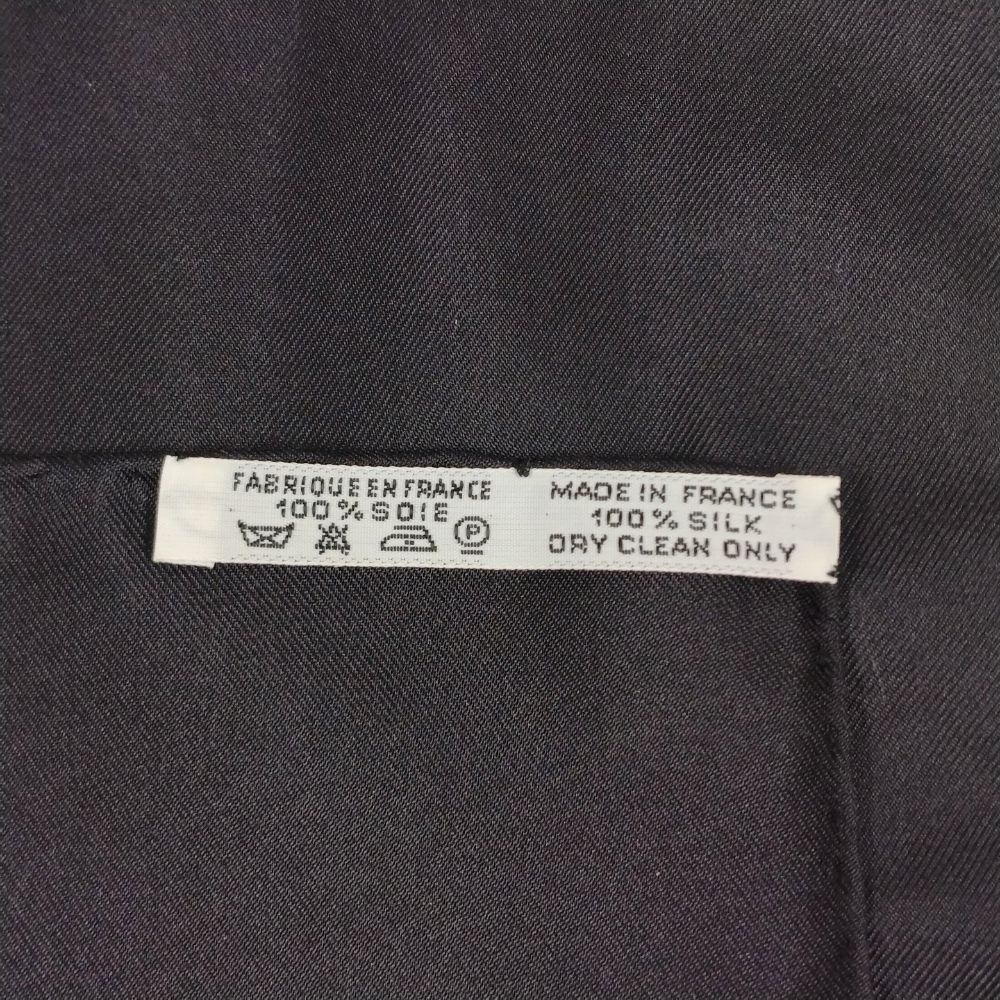 FABRIQUE EN FRANCE
100% SOIE
P
MADE IN FRANCE
100% SILK
DRY CLEAN ONLY